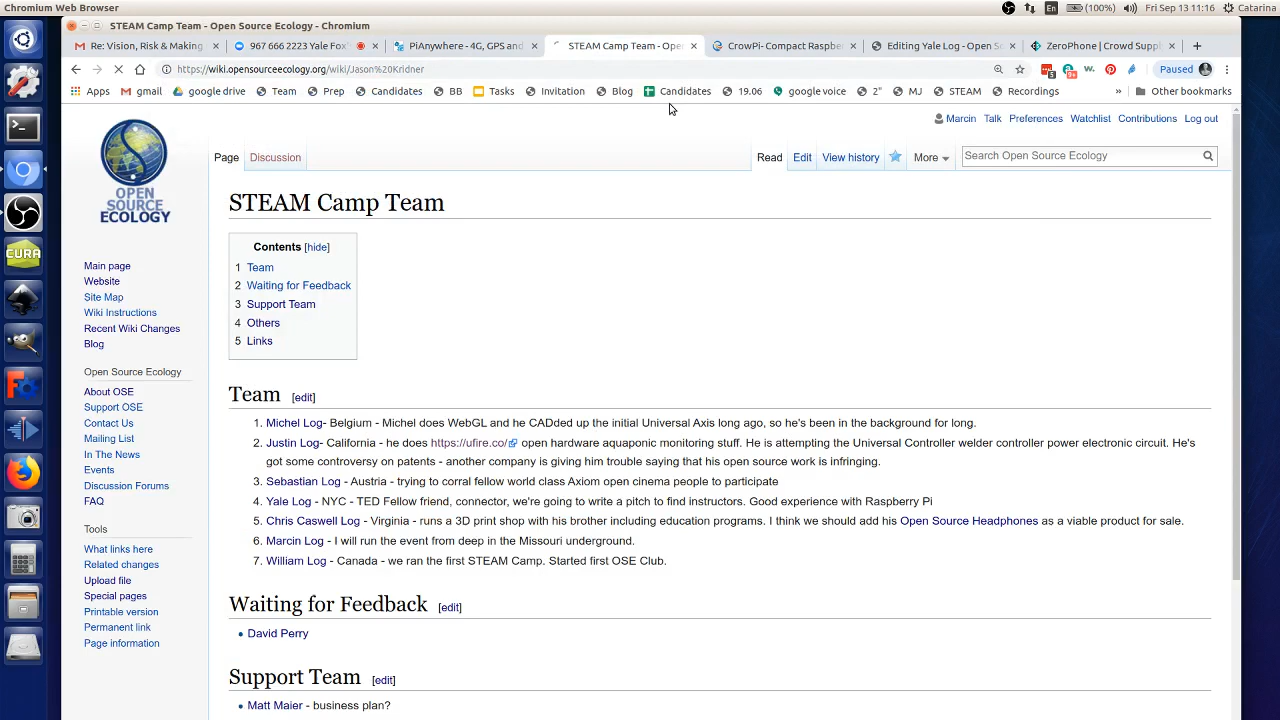 Chromium Web Browser
En (100%) Fri Sep 13 11:16 Catarina
STEAM Camp Team - Open Source Ecology - Chromium
Re: Vision, Risk & Making
967 666 2223 Yale Fox'
PiAnywhere - 4G, GPS and
STEAM Camp Team - Open
FlowPi: Compact Raspber
Editing Yale Log - Open So
ZeroPhone | Crowd Suppl
https://wiki.opensourceecology.org/wiki/Jason%20Kridner
Paused
Apps gmail google drive Team Prep Candidates BB Tasks Invitation Blog Candidates 19.06 google voice 2" MJ STEAM Recordings » Other bookmarks
Marcin Talk Preferences Watchlist Contributions Log out
Page Discussion Read Edit View history More Search Open Source Ecology
OPEN
SOURCE
ECOLOGY
Main page
Website
Site Map
Wiki Instructions
Recent Wiki Changes
Blog
Open Source Ecology
About OSE
Support OSE
Contact Us
Mailing List
In The News
Events
Discussion Forums
FAQ
Tools
What links here
Related changes
Upload file
Special pages
Printable version
Permanent link
Page information
STEAM Camp Team
Contents [hide]
1 Team
2 Waiting for Feedback
3 Support Team
4 Others
5 Links
Team [edit]
1. Michel Log- Belgium - Michel does WebGL and he CADded up the initial Universal Axis long ago, so he's been in the background for long.
2. Justin Log- California - he does https://ufire.co/ open hardware aquaponic monitoring stuff. He is attempting the Universal Controller welder controller power electronic circuit. He's
got some controversy on patents - another company is giving him trouble saying that his open source work is infringing.
3. Sebastian Log - Austria - trying to corral fellow world class Axiom open cinema people to participate
4. Yale Log - NYC - TED Fellow friend, connector, we're going to write a pitch to find instructors. Good experience with Raspberry Pi
5. Chris Caswell Log - Virginia - runs a 3D print shop with his brother including education programs. I think we should add his Open Source Headphones as a viable product for sale.
6. Marcin Log - I will run the event from deep in the Missouri underground.
7. William Log - Canada - we ran the first STEAM Camp. Started first OSE Club.
Waiting for Feedback [edit]
• David Perry
Support Team [edit]
• Matt Maier - business plan?
CURA